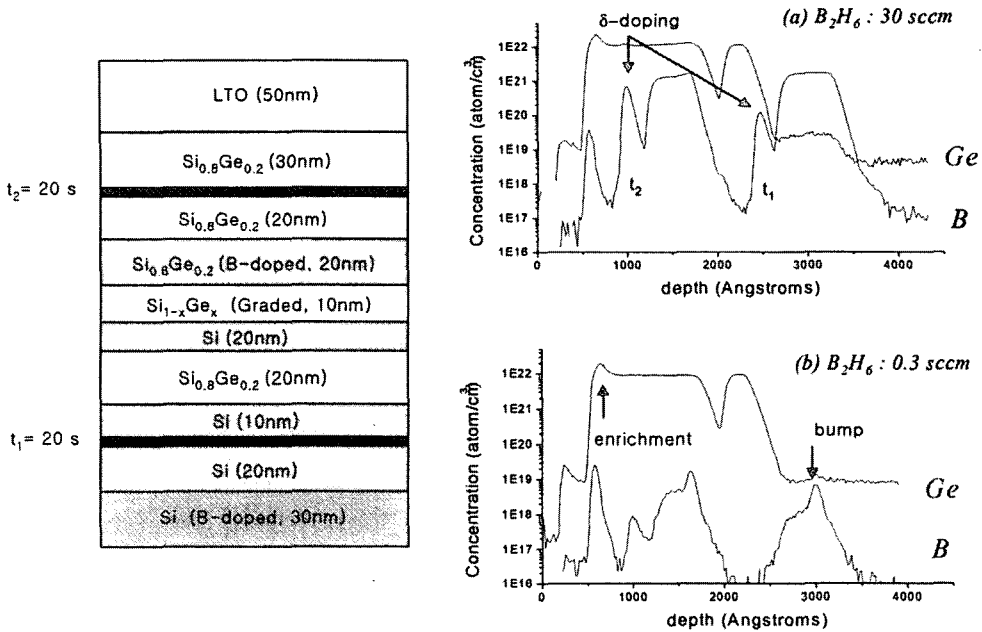 LTO (50nm)
Si0.8Ge0.2 (30nm)
t2= 20 s
Si0.8Ge0.2 (20nm)
Si0.8Ge0.2 (B-doped, 20nm)
Si1-xGex (Graded, 10nm)
Si (20nm)
Si0.8Ge0.2 (20nm)
Si (10nm)
t1= 20 s
Si (20nm)
Si (B-doped, 30nm)
(a) B2H6 : 30 sccm
δ-doping
Concentration (atom/cm3)
1E22
1E21
1E20
1E19
1E18
1E17
1E16
t2
t1
Ge
B
0 1000 2000 3000 4000
depth (Angstroms)
(b) B2H6 : 0.3 sccm
Concentration (atom/cm3)
1E22
1E21
1E20
1E19
1E18
1E17
1E16
enrichment
bump
Ge
B
0 1000 2000 3000 4000
depth (Angstroms)